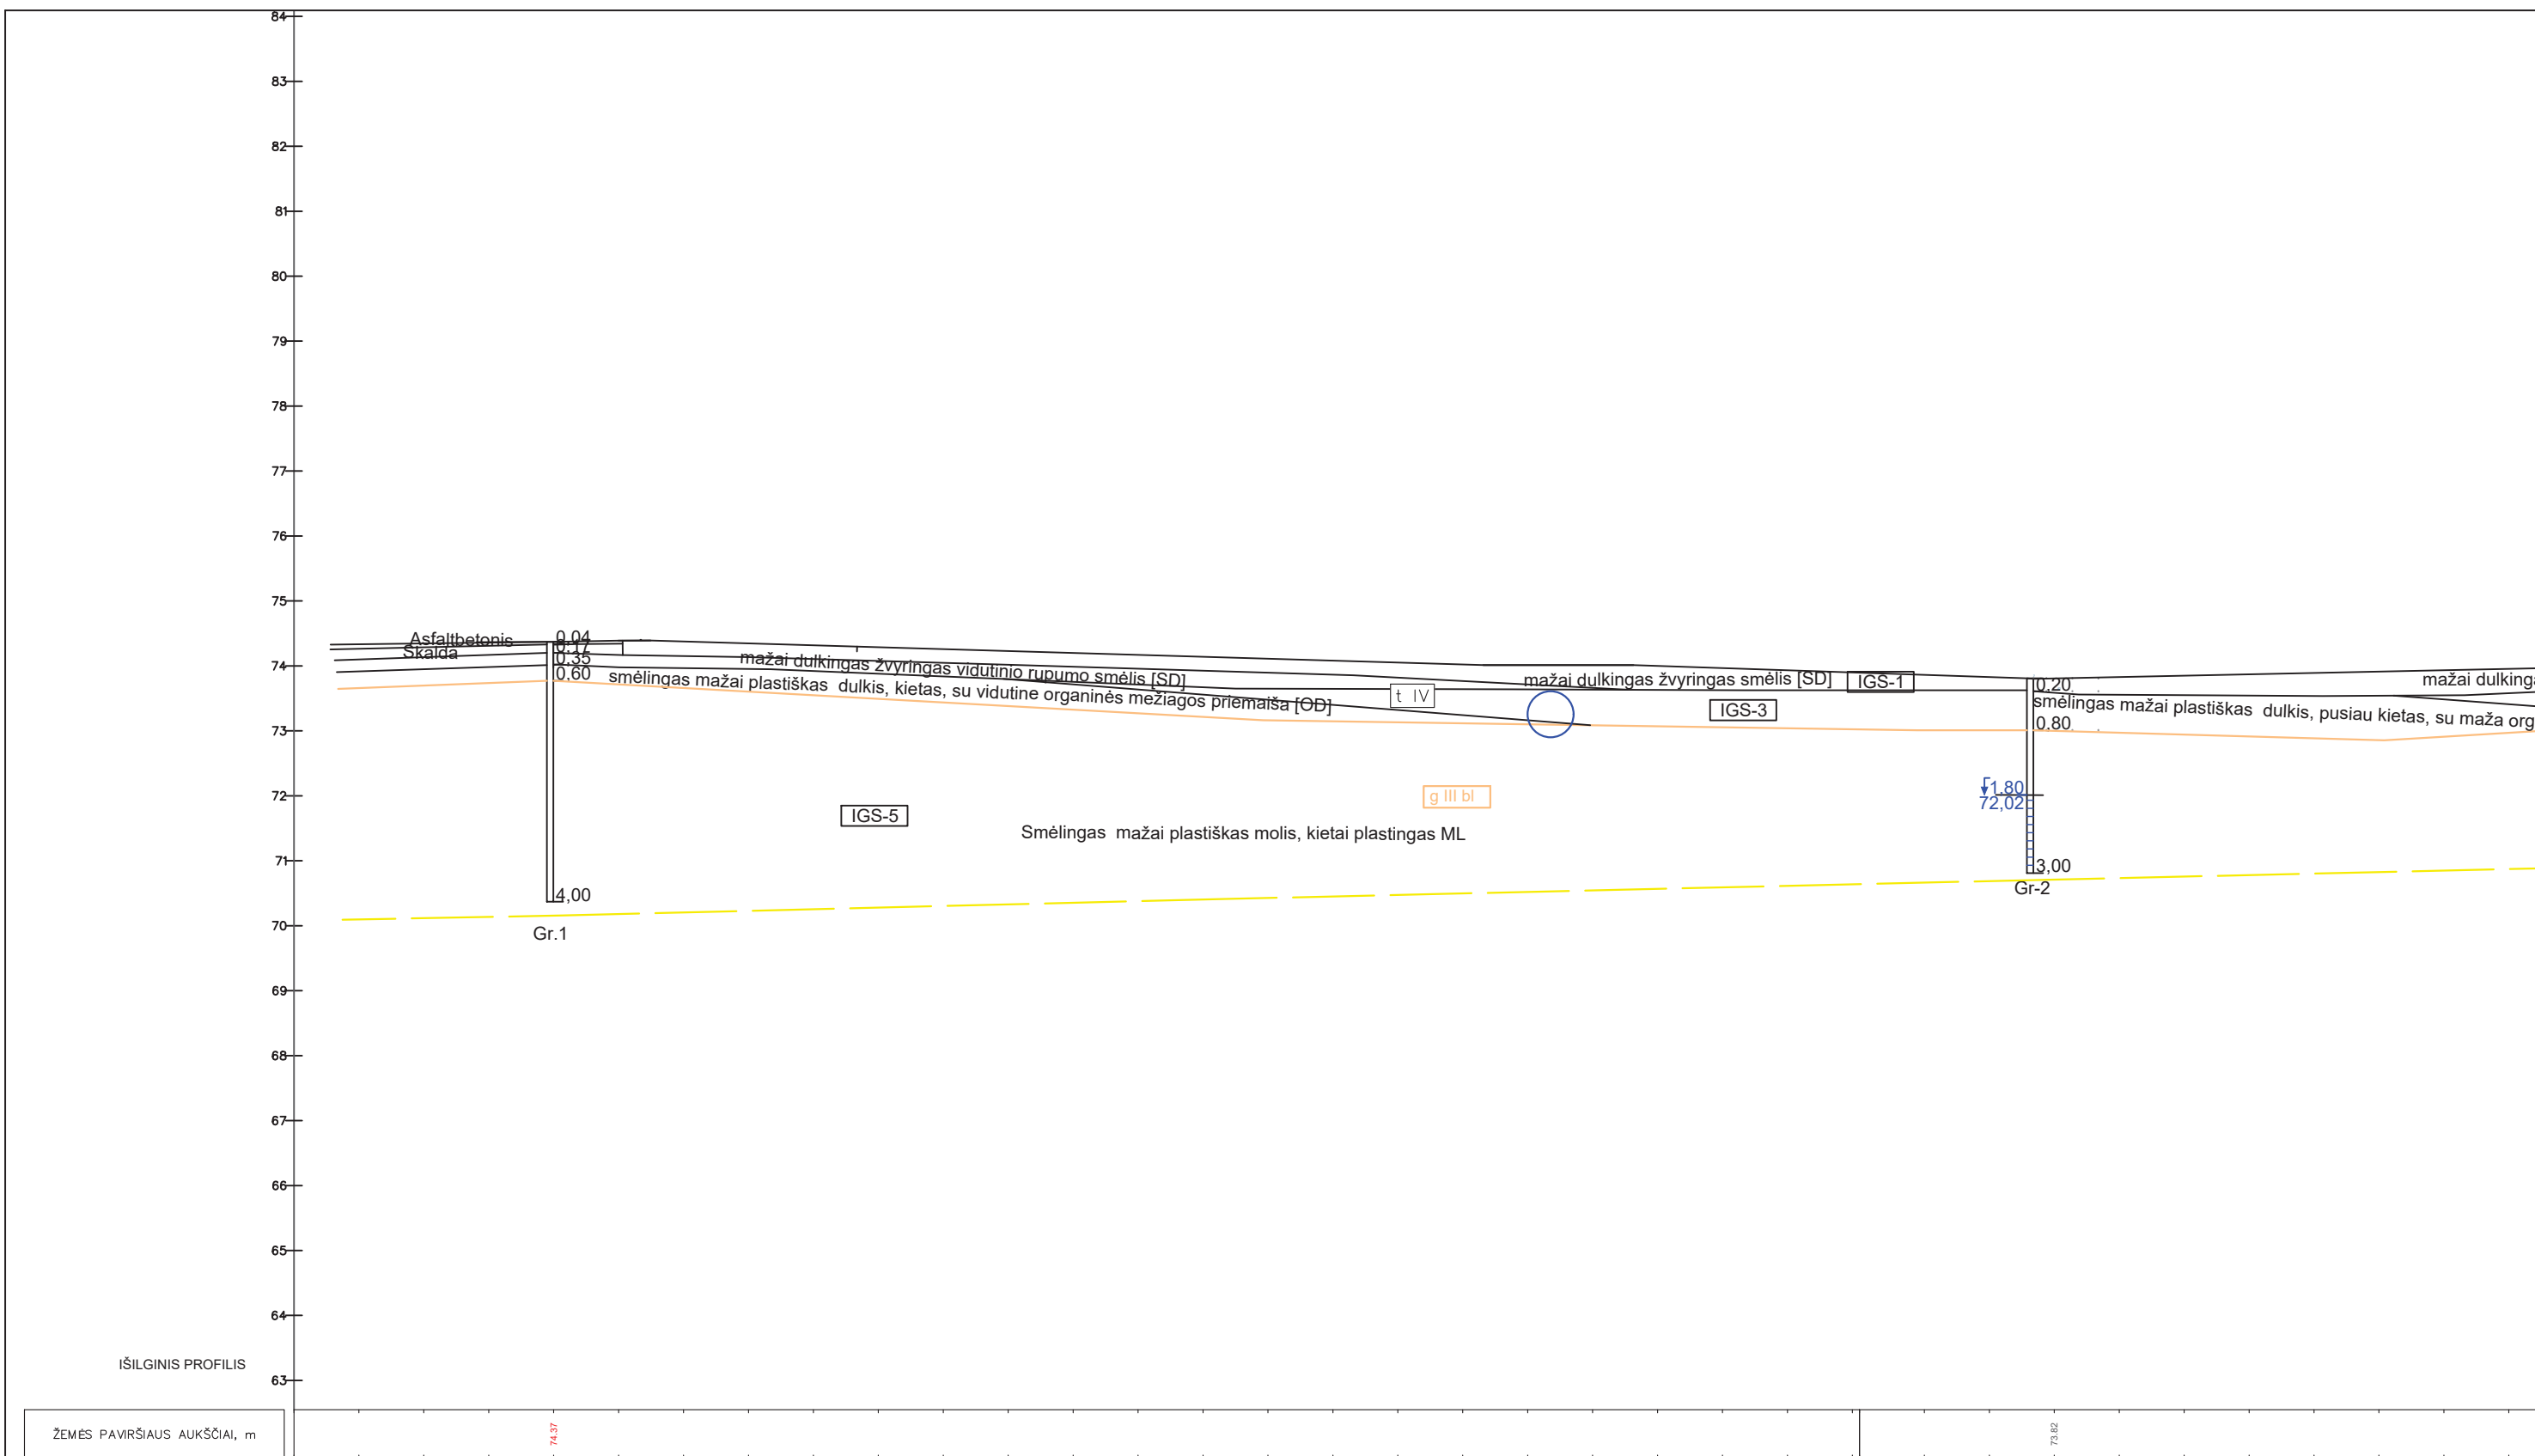 84
83
82
81
80
79
78
77
76
75
74
73
72
71
70
69
68
67
66
65
64
63
Asfaltbetonis
Skalda
0,04
0,17
0,35
0,60
mažai dulkingas žvyringas vidutinio rupumo smėlis [SD]
smėlingas mažai plastiškas dulkis, kietas, su vidutine organinės mežiagos priemaiša [OD]
t IV
mažai dulkingas žvyringas smėlis [SD]
IGS-1
IGS-3
0,20
smėlingas mažai plastiškas dulkis, pusiau kietas, su maža org
0,80
mažai dulkinga
g III bl
IGS-5
Smėlingas mažai plastiškas molis, kietai plastingas ML
1,80
72,02
3,00
Gr-2
4,00
Gr.1
IŠILGINIS PROFILIS
ŽEMĖS PAVIRŠIAUS AUKŠČIAI, m
74.37
73.82